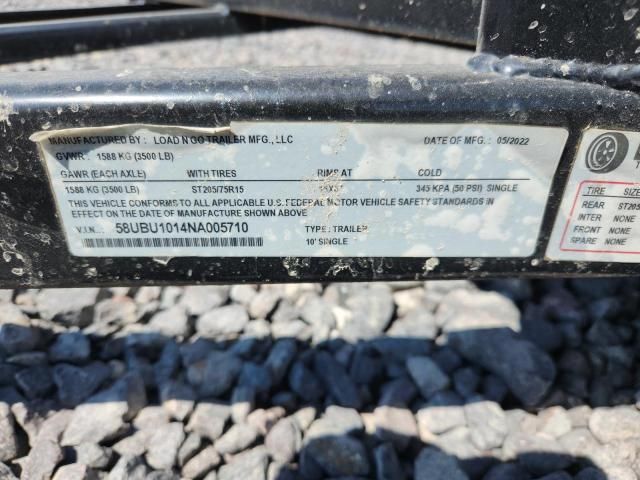 MANUFACTURED BY : LOAD N GO TRAILER MFG., LLC DATE OF MFG. : 05/2022
GVWR : 1588 KG (3500 LB)
GAWR (EACH AXLE) WITH TIRES RIMS AT COLD
1588 KG (3500 LB) ST205/75R15 345 KPA (50 PSI) SINGLE
THIS VEHICLE CONFORMS TO ALL APPLICABLE U.S. FEDERAL MOTOR VEHICLE SAFETY STANDARDS IN
EFFECT ON THE DATE OF MANUFACTURE SHOWN ABOVE
V.I.N. 58UBU1014NA005710 TYPE : TRAILER
10' SINGLE
TIRE SIZE
REAR ST205
INTER NONE
FRONT NONE
SPARE NONE